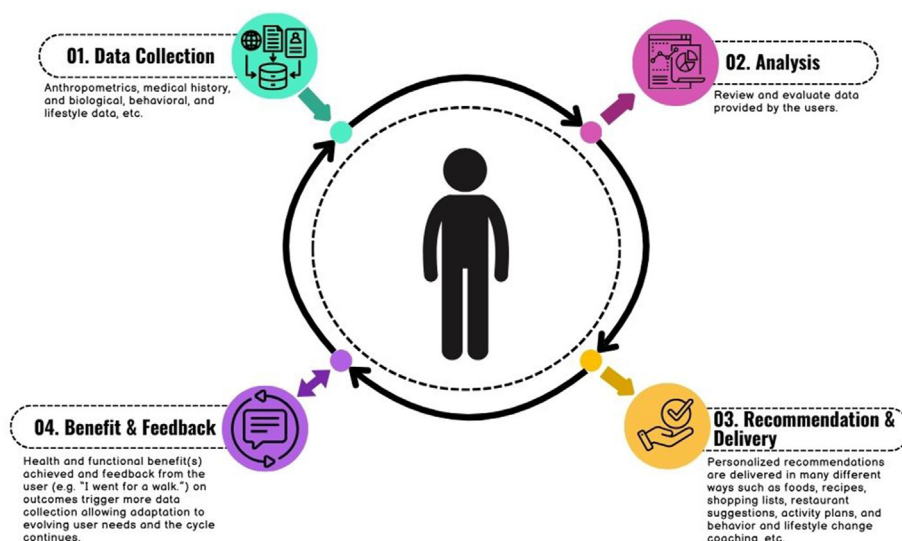 01. Data Collection
Anthropometrics, medical history,
and biological, behavioral, and
lifestyle data, etc.
02. Analysis
Review and evaluate data
provided by the users.
03. Recommendation &
Delivery
Personalized recommendations
are delivered in many different
ways such as foods, recipes,
shopping lists, restaurant
suggestions, activity plans, and
behavior and lifestyle change
coaching, etc.
04. Benefit & Feedback
Health and functional benefit(s)
achieved and feedback from the
user (e.g. "I went for a walk.") on
outcomes trigger more data
collection allowing adaptation to
evolving user needs and the cycle
continues.